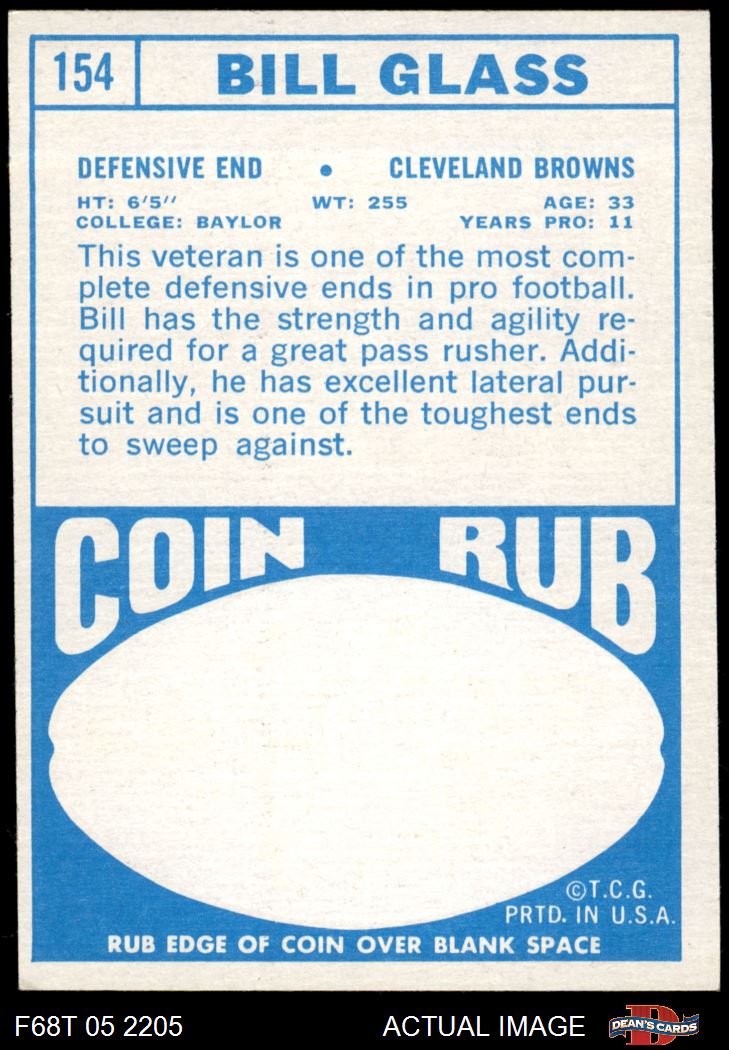 154 BILL GLASS
DEFENSIVE END • CLEVELAND BROWNS
HT: 6'5'' WT: 255 AGE: 33
COLLEGE: BAYLOR YEARS PRO: 11
This veteran is one of the most com-
plete defensive ends in pro football.
Bill has the strength and agility re-
quired for a great pass rusher. Addi-
tionally, he has excellent lateral pur-
suit and is one of the toughest ends
to sweep against.
COIN RUB
©T.C.G.
PRTD. IN U.S.A.
RUB EDGE OF COIN OVER BLANK SPACE
F68T 05 2205 ACTUAL IMAGE D DEAN'S CARDS